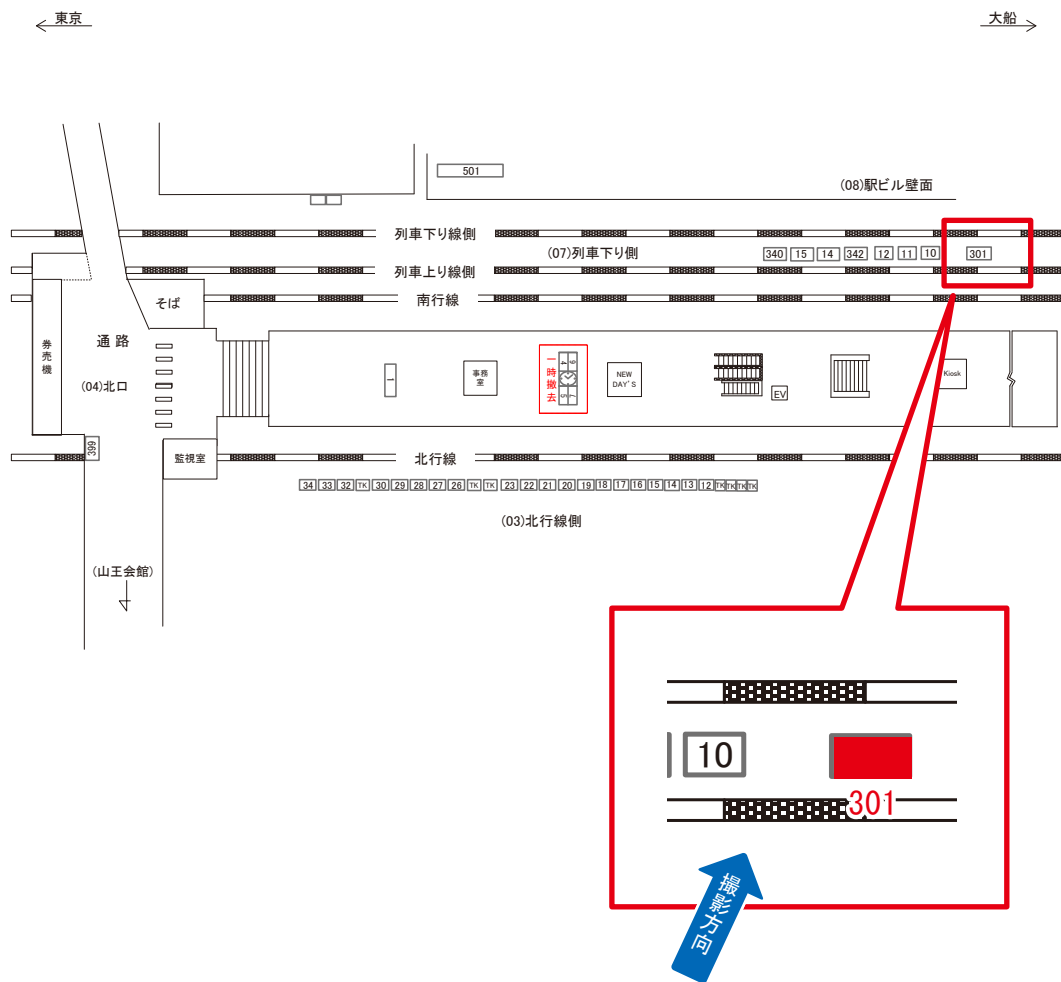 東京
大船
501
(08)駅ビル壁面
列車下り線側
(07)列車下り側
340 15 14 342 12 11 10 301
列車上り線側
南行線
そば
券売機
通路
(04)北口
1
事務室
一時撤去
9 4
7 5
NEW DAY'S
EV
Kiosk
399
監視室
北行線
34 33 32 TK 30 29 28 27 26 TK TK 23 22 21 20 19 18 17 16 15 14 13 12 TK TK TK TK
(03)北行線側
(山王会館)
10
301
撮影方向